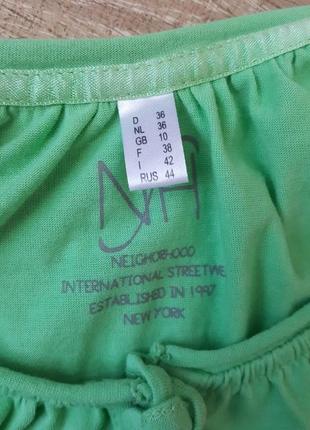 D 36
NL 36
GB 10
F 38
I 42
RUS 44
NH
NEIGHBORHOOD
INTERNATIONAL STREETWE
ESTABLISHED IN 1997
NEW YORK